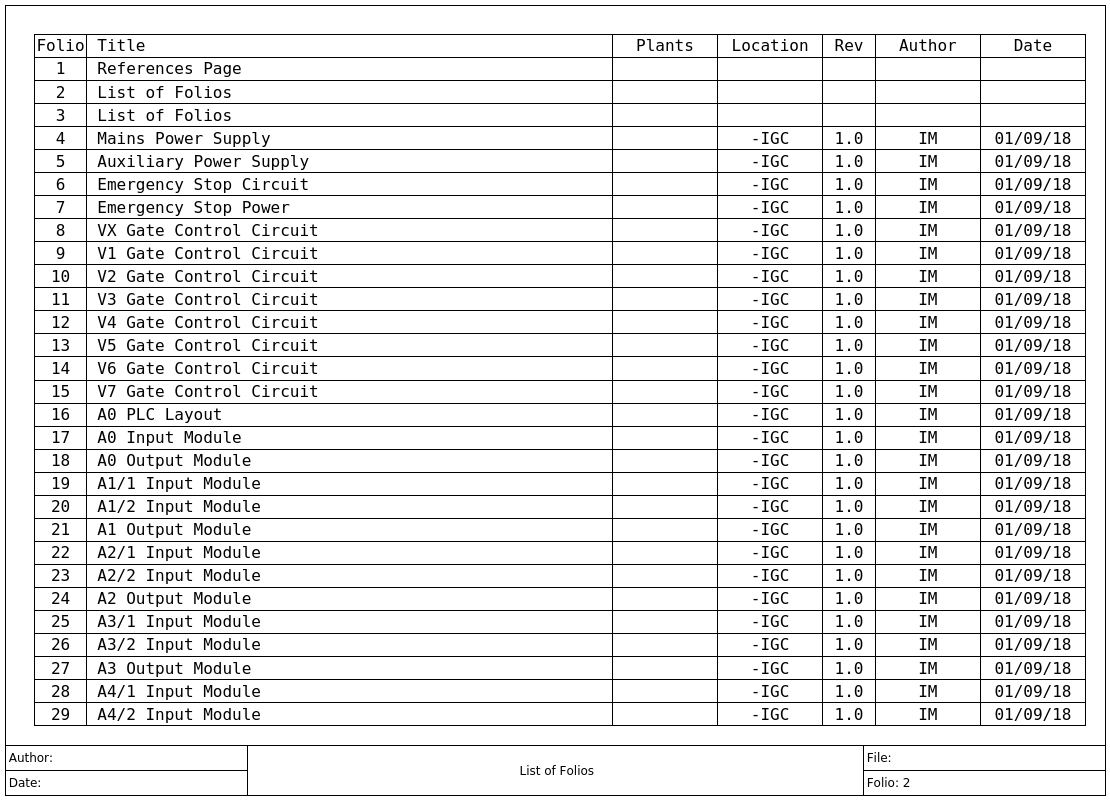 Folio Title Plants Location Rev Author Date
1 References Page
2 List of Folios
3 List of Folios
4 Mains Power Supply -IGC 1.0 IM 01/09/18
5 Auxiliary Power Supply -IGC 1.0 IM 01/09/18
6 Emergency Stop Circuit -IGC 1.0 IM 01/09/18
7 Emergency Stop Power -IGC 1.0 IM 01/09/18
8 VX Gate Control Circuit -IGC 1.0 IM 01/09/18
9 V1 Gate Control Circuit -IGC 1.0 IM 01/09/18
10 V2 Gate Control Circuit -IGC 1.0 IM 01/09/18
11 V3 Gate Control Circuit -IGC 1.0 IM 01/09/18
12 V4 Gate Control Circuit -IGC 1.0 IM 01/09/18
13 V5 Gate Control Circuit -IGC 1.0 IM 01/09/18
14 V6 Gate Control Circuit -IGC 1.0 IM 01/09/18
15 V7 Gate Control Circuit -IGC 1.0 IM 01/09/18
16 A0 PLC Layout -IGC 1.0 IM 01/09/18
17 A0 Input Module -IGC 1.0 IM 01/09/18
18 A0 Output Module -IGC 1.0 IM 01/09/18
19 A1/1 Input Module -IGC 1.0 IM 01/09/18
20 A1/2 Input Module -IGC 1.0 IM 01/09/18
21 A1 Output Module -IGC 1.0 IM 01/09/18
22 A2/1 Input Module -IGC 1.0 IM 01/09/18
23 A2/2 Input Module -IGC 1.0 IM 01/09/18
24 A2 Output Module -IGC 1.0 IM 01/09/18
25 A3/1 Input Module -IGC 1.0 IM 01/09/18
26 A3/2 Input Module -IGC 1.0 IM 01/09/18
27 A3 Output Module -IGC 1.0 IM 01/09/18
28 A4/1 Input Module -IGC 1.0 IM 01/09/18
29 A4/2 Input Module -IGC 1.0 IM 01/09/18
Author:
Date:
List of Folios
File:
Folio: 2